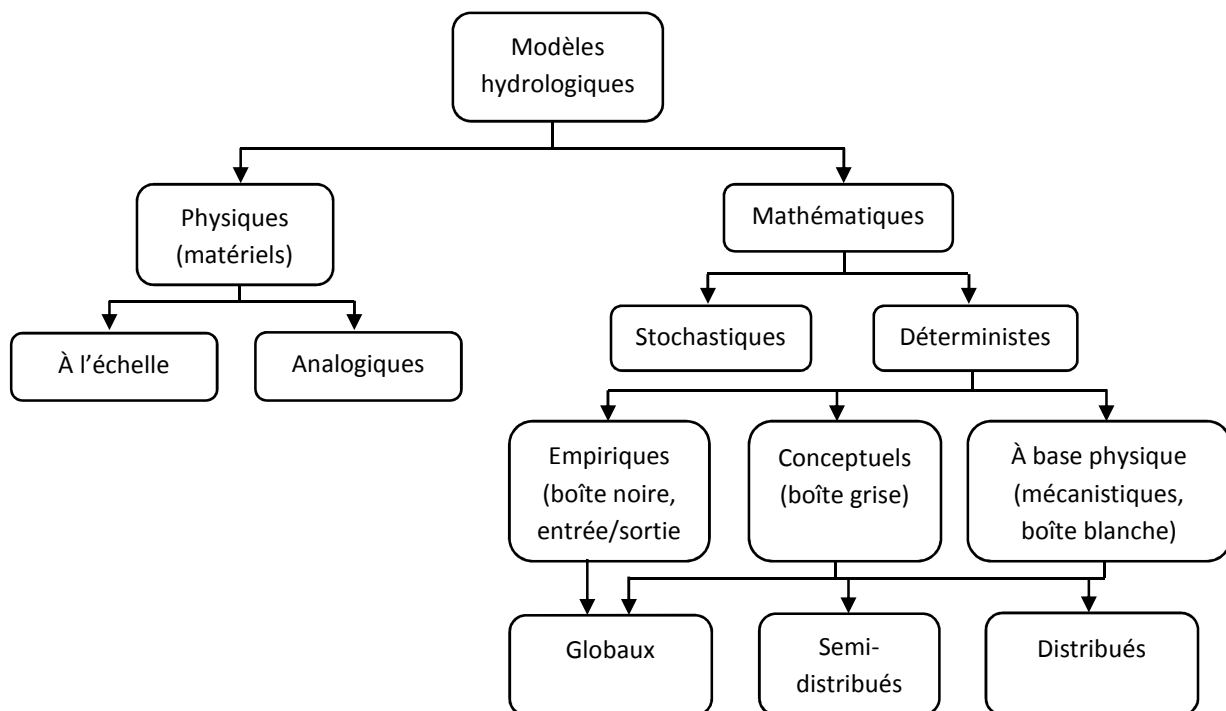 Modèles
hydrologiques
Physiques
(matériels)
Mathématiques
À l’échelle
Analogiques
Stochastiques
Déterministes
Empiriques
(boîte noire,
entrée/sortie
Conceptuels
(boîte grise)
À base physique
(mécanistiques,
boîte blanche)
Globaux
Semi-
distribués
Distribués